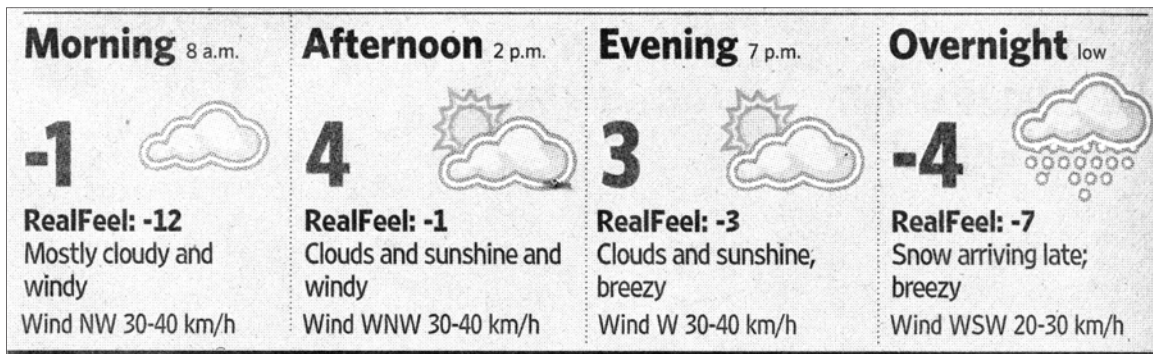 Morning 8 a.m.
-1
RealFeel: -12
Mostly cloudy and
windy
Wind NW 30-40 km/h
Afternoon 2 p.m.
4
RealFeel: -1
Clouds and sunshine and
windy
Wind WNW 30-40 km/h
Evening 7 p.m.
3
RealFeel: -3
Clouds and sunshine;
breezy
Wind W 30-40 km/h
Overnight low
-4
RealFeel: -7
Snow arriving late;
breezy
Wind WSW 20-30 km/h